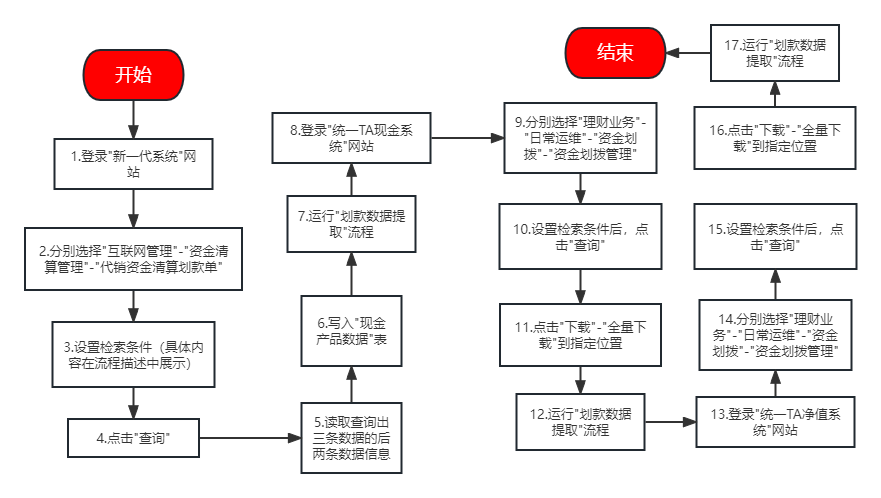 开始
1.登录"新一代系统"网
站
2.分别选择"互联网管理"-"资金清
算管理"-"代销资金清算划款单"
3.设置检索条件（具体内
容在流程描述中展示）
4.点击"查询"
5.读取查询出
三条数据的后
两条数据信息
6.写入"现金
产品数据"表
7.运行"划款数据提
取"流程
8.登录"统一TA现金系
统"网站
9.分别选择"理财业务"-
"日常运维"-"资金划
拨"-"资金划拨管理"
10.设置检索条件后，点
击"查询"
11.点击"下载"-"全量下
载"到指定位置
12.运行"划款数据
提取"流程
13.登录"统一TA净值系
统"网站
14.分别选择"理财业
务"-"日常运维"-"资金
划拨"-"资金划拨管理"
15.设置检索条件后，点
击"查询"
16.点击"下载"-"全量下
载"到指定位置
17.运行"划款数据
提取"流程
结束